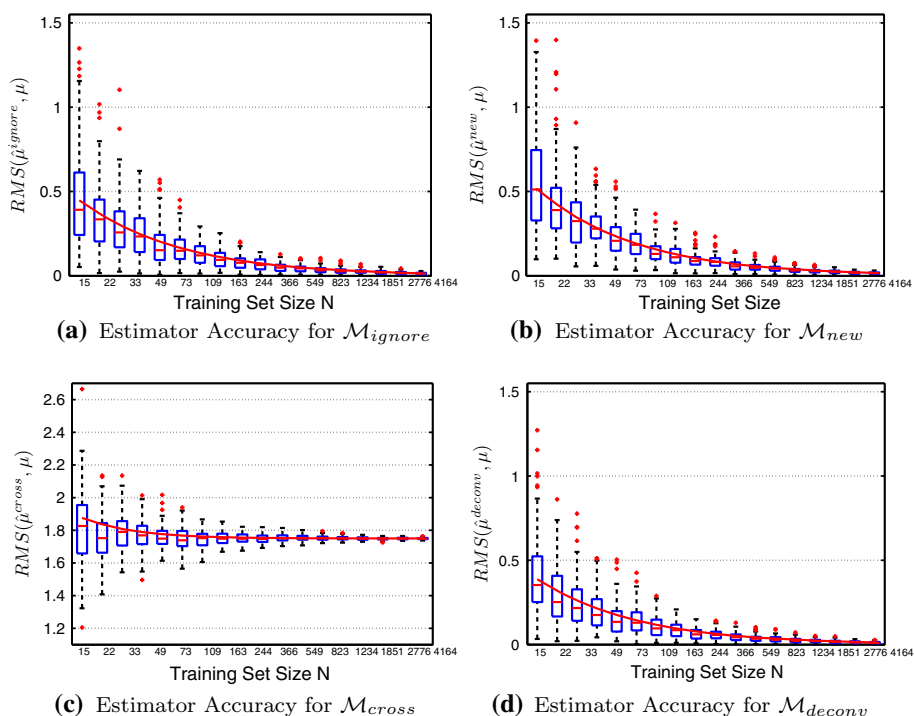 1.5
1
0.5
0
RMS(μ̂^ignore, μ)
15 22 33 49 73 109 163 244 366 549 823 1234 1851 2776 4164
Training Set Size N
(a) Estimator Accuracy for M_ignore
1.5
1
0.5
0
RMS(μ̂^new, μ)
15 22 33 49 73 109 163 244 366 549 823 1234 1851 2776 4164
Training Set Size
(b) Estimator Accuracy for M_new
2.6
2.4
2.2
2
1.8
1.6
1.4
1.2
RMS(μ̂^cross, μ)
15 22 33 49 73 109 163 244 366 549 823 1234 1851 2776 4164
Training Set Size N
(c) Estimator Accuracy for M_cross
1.5
1
0.5
0
RMS(μ̂^deconv, μ)
15 22 33 49 73 109 163 244 366 549 823 1234 1851 2776 4164
Training Set Size N
(d) Estimator Accuracy for M_deconv